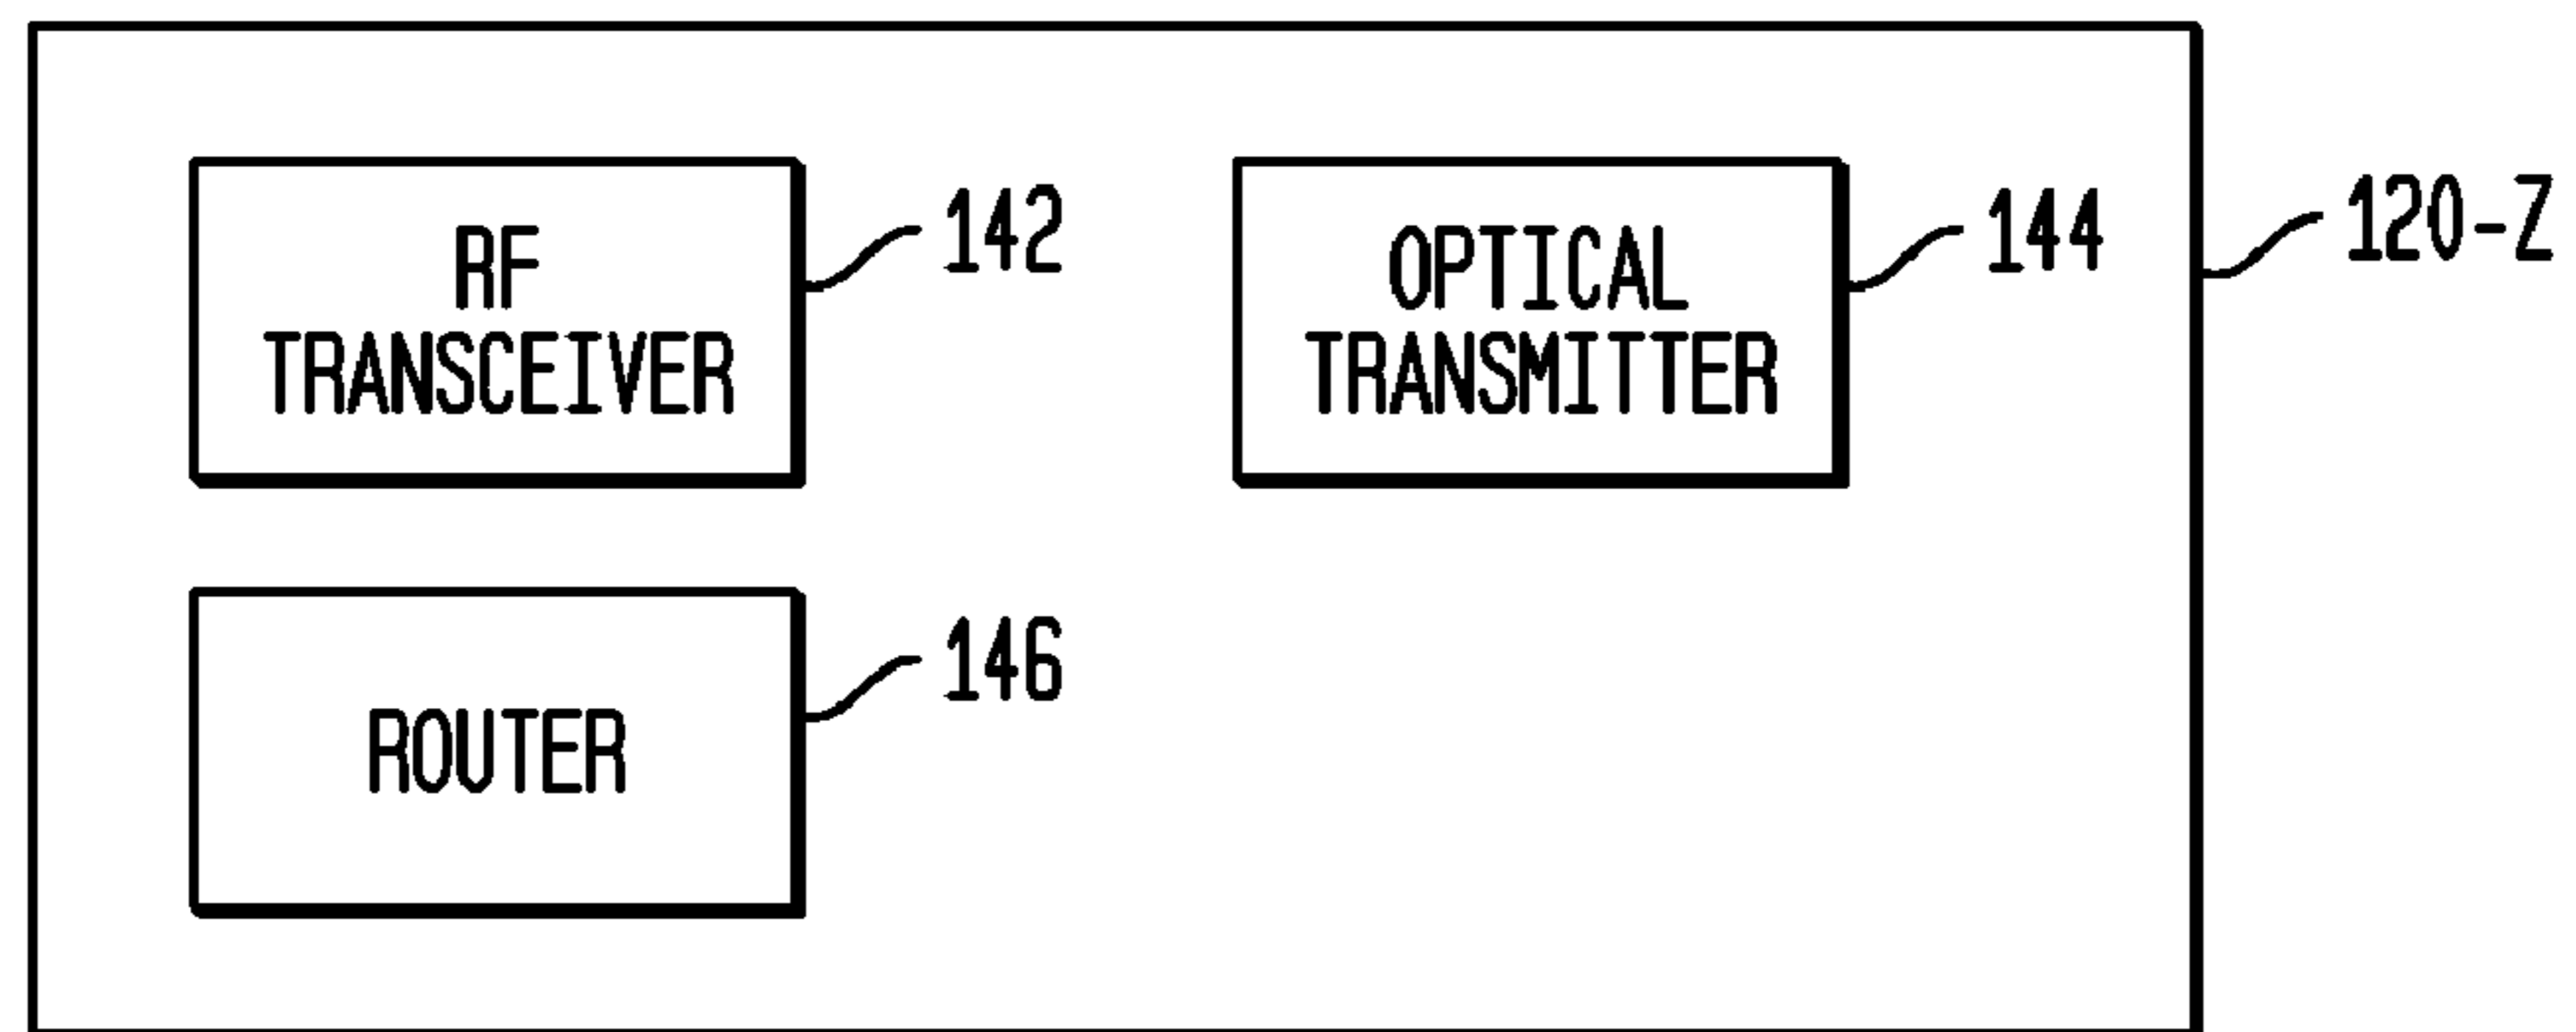 RF
TRANSCEIVER
142
OPTICAL
TRANSMITTER
144
120-Z
ROUTER
146